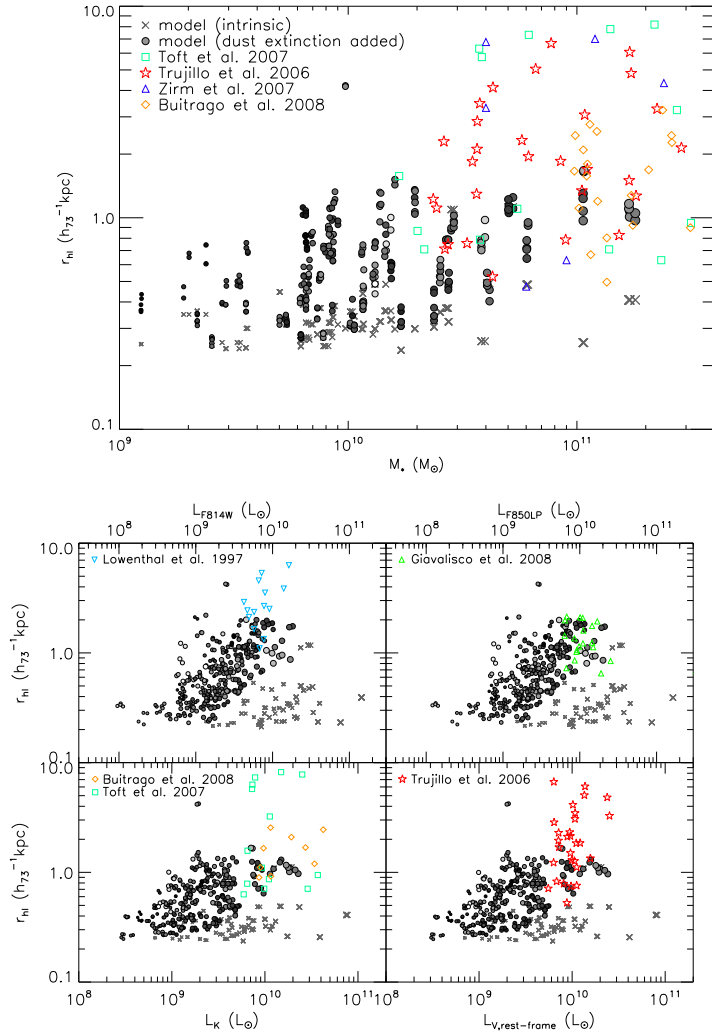 10.0
model (intrinsic)
model (dust extinction added)
Toft et al. 2007
Trujillo et al. 2006
Zirm et al. 2007
Buitrago et al. 2008
r_hl (h_73^-1 kpc)
1.0
0.1
10^9
10^10
10^11
M_* (M_⊙)
L_F814W (L_⊙)
L_F850LP (L_⊙)
10^8
10^9
10^10
10^11
10^8
10^9
10^10
10^11
10.0
Lowenthal et al. 1997
Giavalisco et al. 2008
r_hl (h_73^-1 kpc)
1.0
0.1
Buitrago et al. 2008
Toft et al. 2007
Trujillo et al. 2006
r_hl (h_73^-1 kpc)
1.0
0.1
10^8
10^9
10^10
10^11
10^9
10^10
10^11
L_K (L_⊙)
L_V,rest-frame (L_⊙)